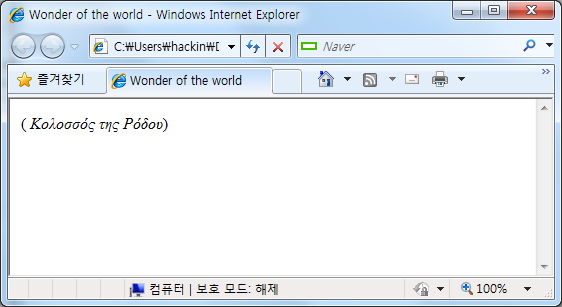 Wonder of the world - Windows Internet Explorer
C:₩Users₩hackin₩D
Naver
즐겨찾기
Wonder of the world
( Κολοσσός της Ρόδου)
컴퓨터 | 보호 모드: 해제
100%